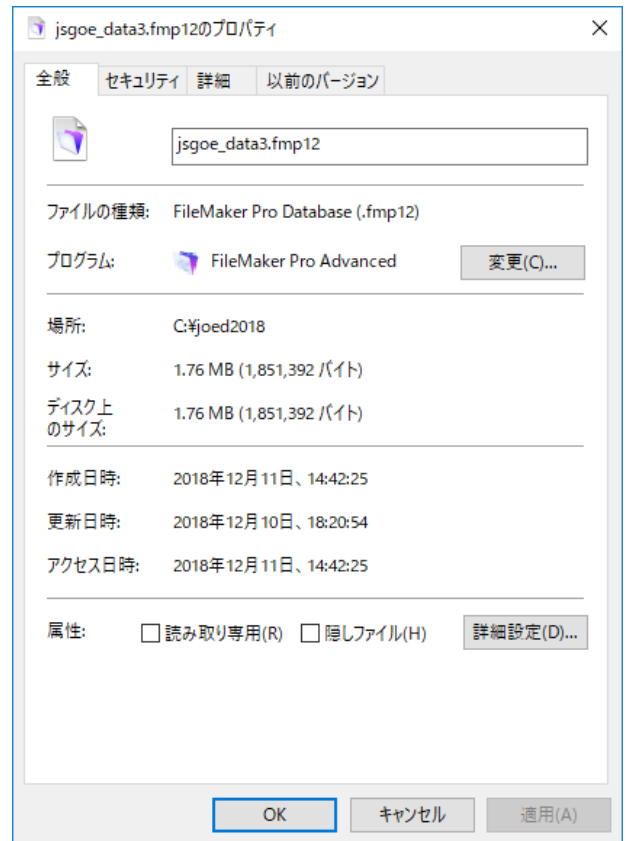 jsgoe_data3.fmp12のプロパティ
全般 セキュリティ 詳細 以前のバージョン
jsgoe_data3.fmp12
ファイルの種類: FileMaker Pro Database (.fmp12)
プログラム: FileMaker Pro Advanced 変更(C)...
場所: C:¥joed2018
サイズ: 1.76 MB (1,851,392 バイト)
ディスク上
のサイズ: 1.76 MB (1,851,392 バイト)
作成日時: 2018年12月11日、14:42:25
更新日時: 2018年12月10日、18:20:54
アクセス日時: 2018年12月11日、14:42:25
属性: 読み取り専用(R) 隠しファイル(H) 詳細設定(D)...
OK キャンセル 適用(A)